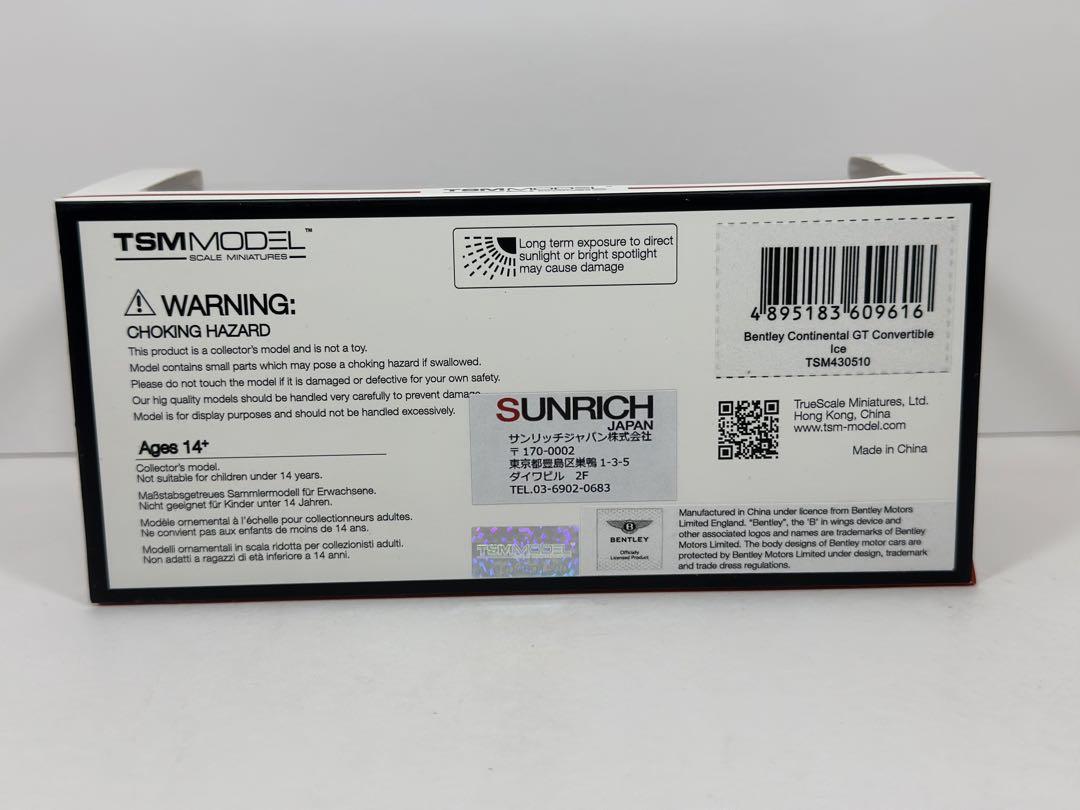 TSMMODEL
TSMMODEL™
SCALE MINIATURES
WARNING:
CHOKING HAZARD
This product is a collector's model and is not a toy.
Model contains small parts which may pose a choking hazard if swallowed.
Please do not touch the model if it is damaged or defective for your own safety.
Our hig quality models should be handled very carefully to prevent
Model is for display purposes and should not be handled excessively.
Ages 14+
Collector's model.
Not suitable for children under 14 years.
Maßstabsgetreues Sammlermodell für Erwachsene.
Nicht geeignet für Kinder unter 14 Jahren.
Modèle ornemental à l'échelle pour collectionneurs adultes.
Ne convient pas aux enfants de moins de 14 ans.
Modelli ornamentali in scala ridotta per collezionisti adulti.
Non adatti a ragazzi di età inferiore a 14 anni.
Long term exposure to direct
sunlight or bright spotlight
may cause damage
4 895183 609616
Bentley Continental GT Convertible
Ice
TSM430510
TrueScale Miniatures, Ltd.
Hong Kong, China
www.tsm-model.com
Made in China
SUNRICH
JAPAN
サンリッチジャパン株式会社
〒170-0002
東京都豊島区巣鴨1-3-5
ダイワビル 2F
TEL.03-6902-0683
TSMMODEL
B
BENTLEY
Officially
Licensed Product
Manufactured in China under licence from Bentley Motors
Limited England. "Bentley", the 'B' in wings device and
other associated logos and names are trademarks of Bentley
Motors Limited. The body designs of Bentley motor cars are
protected by Bentley Motors Limited under design, trademark
and trade dress regulations.